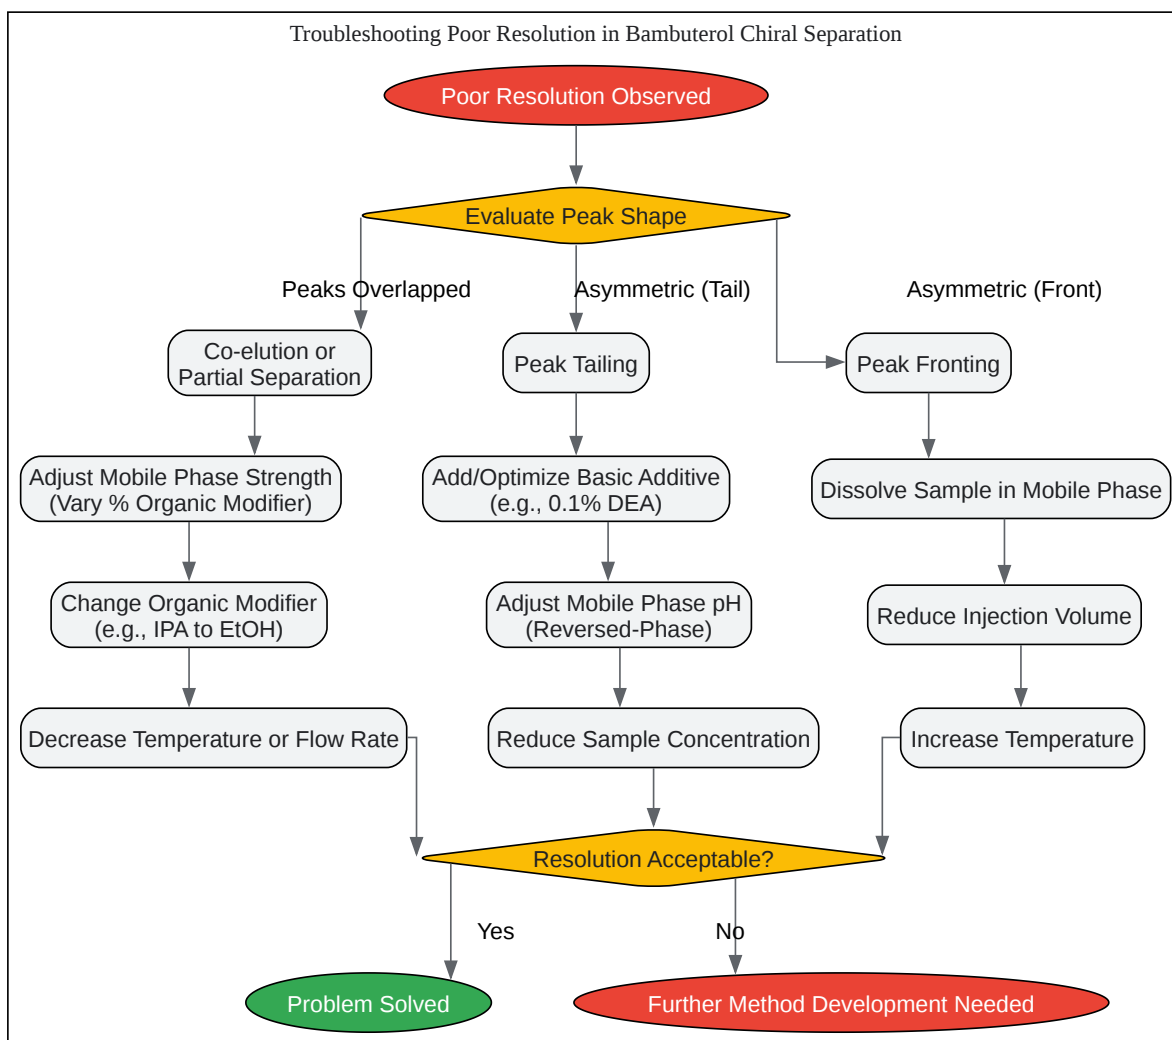 Troubleshooting Poor Resolution in Bambuterol Chiral Separation
Poor Resolution Observed
Evaluate Peak Shape
Peaks Overlapped
Asymmetric (Tail)
Asymmetric (Front)
Co-elution or
Partial Separation
Peak Tailing
Peak Fronting
Adjust Mobile Phase Strength
(Vary % Organic Modifier)
Add/Optimize Basic Additive
(e.g., 0.1% DEA)
Dissolve Sample in Mobile Phase
Change Organic Modifier
(e.g., IPA to EtOH)
Adjust Mobile Phase pH
(Reversed-Phase)
Reduce Injection Volume
Decrease Temperature or Flow Rate
Reduce Sample Concentration
Increase Temperature
Resolution Acceptable?
Yes
No
Problem Solved
Further Method Development Needed